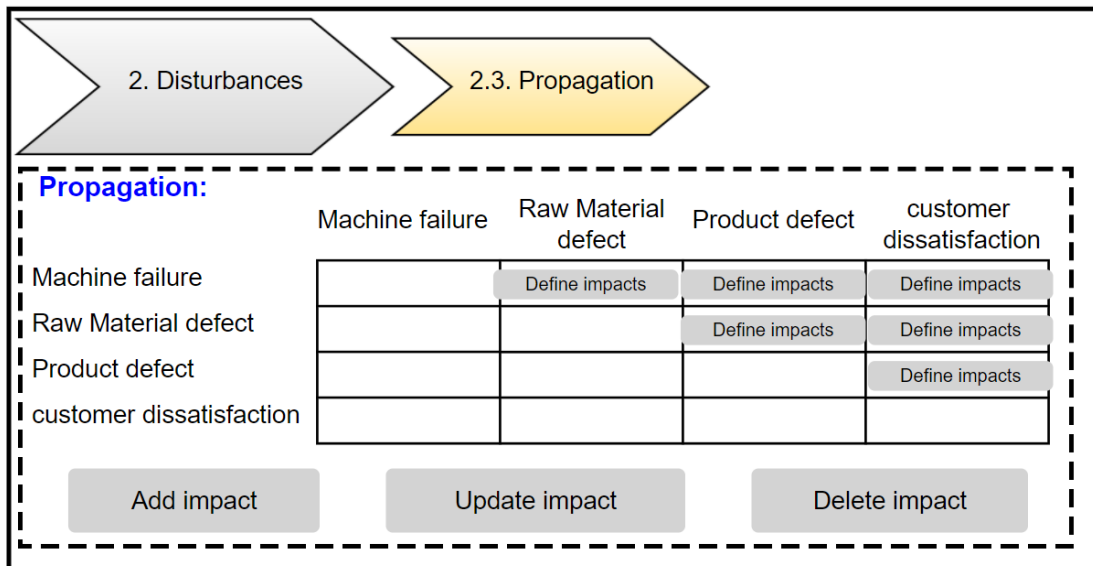 2. Disturbances
2.3. Propagation
Propagation:
Machine failure
Raw Material
defect
Product defect
customer
dissatisfaction
Machine failure
Define impacts
Define impacts
Define impacts
Raw Material defect
Define impacts
Define impacts
Product defect
Define impacts
customer dissatisfaction
Add impact
Update impact
Delete impact